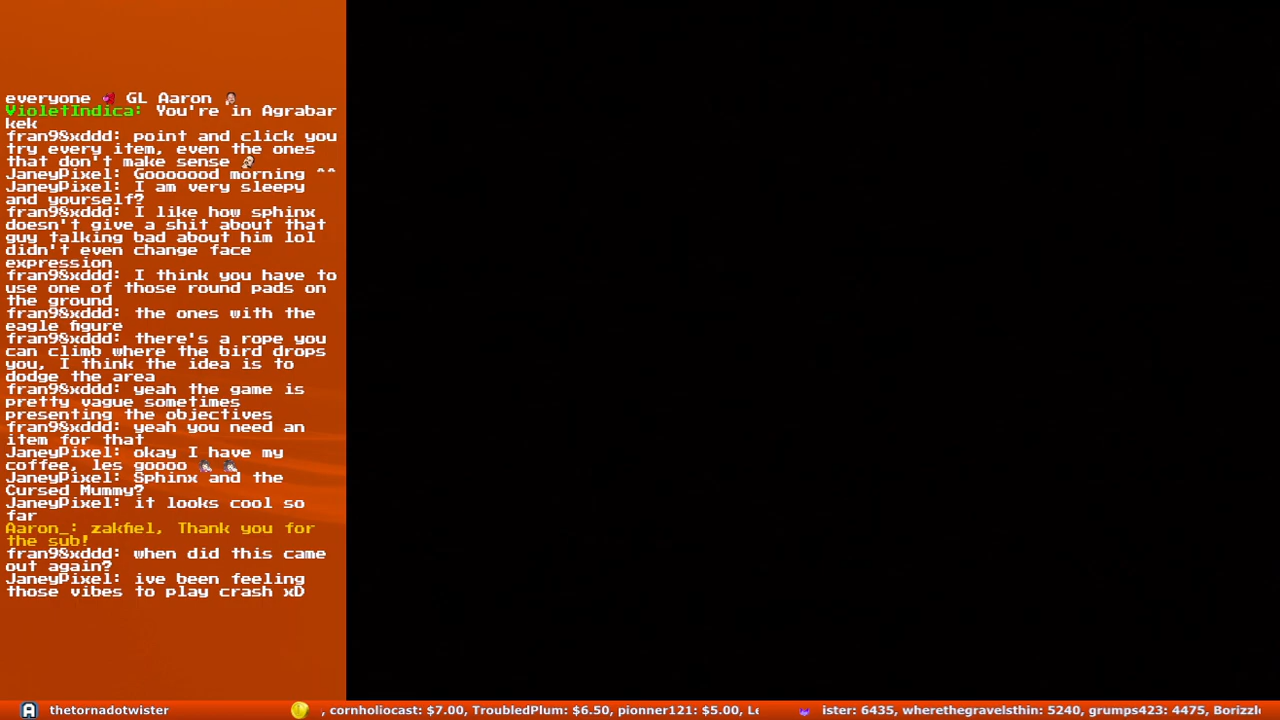 everyone GL Aaron
VioletIndica: You're in Agrabar
kek
fran9&xddd: point and click you
try every item, even the ones
that don't make sense
JaneyPixel: Gooooood morning ^^
JaneyPixel: I am very sleepy
and yourself?
fran9&xddd: I like how sphinx
doesn't give a shit about that
guy talking bad about him lol
didn't even change face
expression
fran9&xddd: I think you have to
use one of those round pads on
the ground
fran9&xddd: the ones with the
eagle figure
fran9&xddd: there's a rope you
can climb where the bird drops
you, I think the idea is to
dodge the area
fran9&xddd: yeah the game is
pretty vague sometimes
presenting the objectives
fran9&xddd: yeah you need an
item for that
JaneyPixel: okay I have my
coffee, les goooo
JaneyPixel: Sphinx and the
Cursed Mummy?
JaneyPixel: it looks cool so
far
Aaron_: zakfiel, Thank you for
the sub!
fran9&xddd: when did this came
out again?
JaneyPixel: ive been feeling
those vibes to play crash xD
A thetornadotwister , cornholiocast: $7.00, TroubledPlum: $6.50, pionner121: $5.00, Le ister: 6435, wherethegravelsthin: 5240, grumps423: 4475, Borizzle